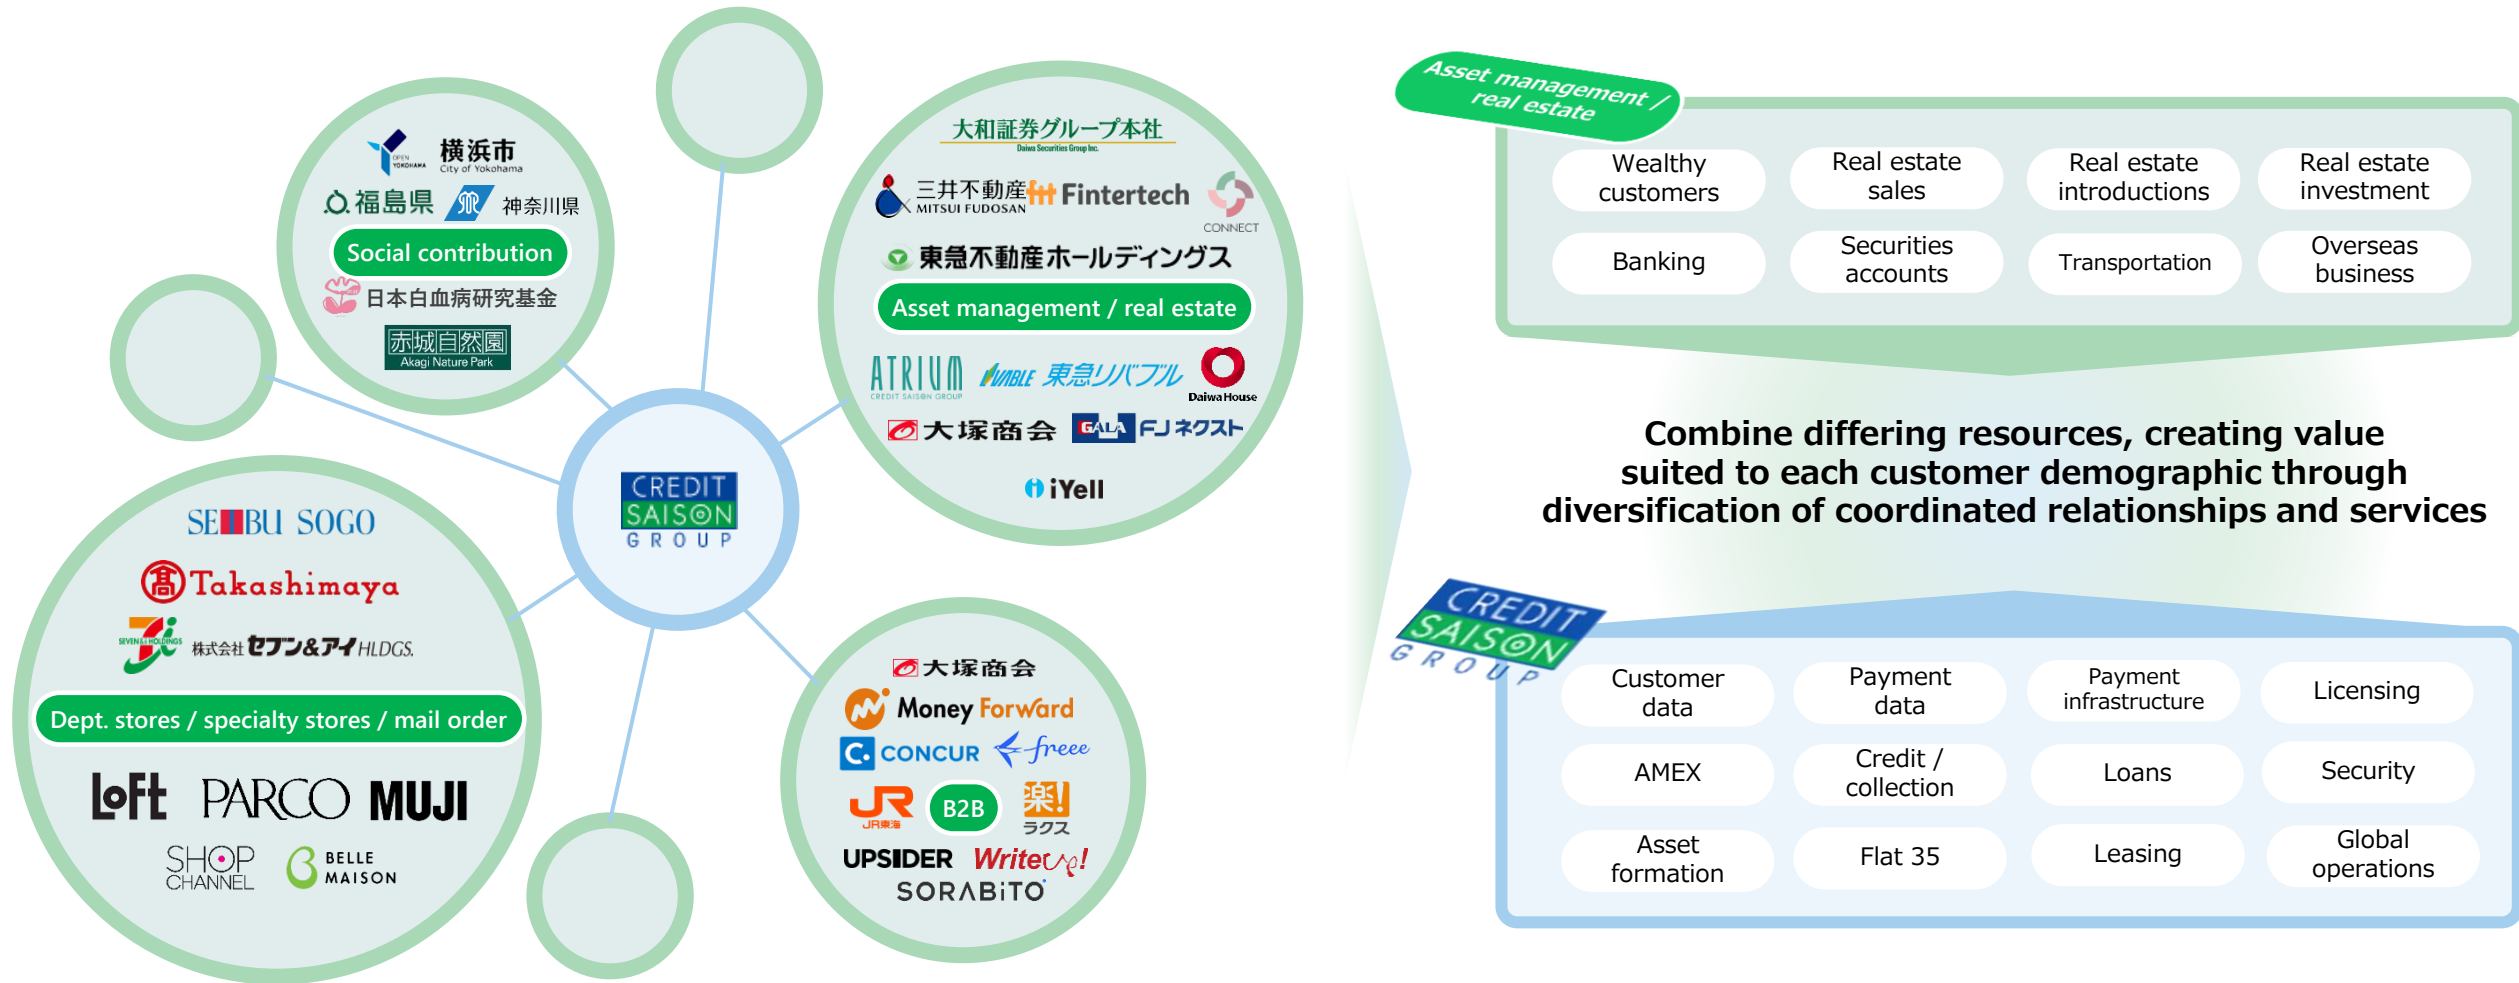 OPEN
YOKOHAMA
横浜市
City of Yokohama
福島県
神奈川県
Social contribution
日本白血病研究基金
赤城自然園
Akagi Nature Park
大和証券グループ本社
Daiwa Securities Group Inc.
三井不動産
MITSUI FUDOSAN
Fintertech
CONNECT
東急不動産ホールディングス
Asset management / real estate
ATRIUM
CREDIT SAISON GROUP
LIVABLE 東急リバブル
Daiwa House
大塚商会
GALA FJネクスト
iYell
CREDIT
SAISON
GROUP
SEIBU SOGO
髙 Takashimaya
SEVEN & i HOLDINGS
株式会社 セブン&アイ HLDGS.
Dept. stores / specialty stores / mail order
LOFT
PARCO
MUJI
SHOP
CHANNEL
BELLE
MAISON
大塚商会
Money Forward
C. CONCUR
freee
JR
JR東海
B2B
楽!
ラクス
UPSIDER
WriteUp!
SORABiTO
Asset management /
real estate
Wealthy
customers
Real estate
sales
Real estate
introductions
Real estate
investment
Banking
Securities
accounts
Transportation
Overseas
business
Combine differing resources, creating value
suited to each customer demographic through
diversification of coordinated relationships and services
CREDIT
SAISON
GROUP
Customer
data
Payment
data
Payment
infrastructure
Licensing
AMEX
Credit /
collection
Loans
Security
Asset
formation
Flat 35
Leasing
Global
operations